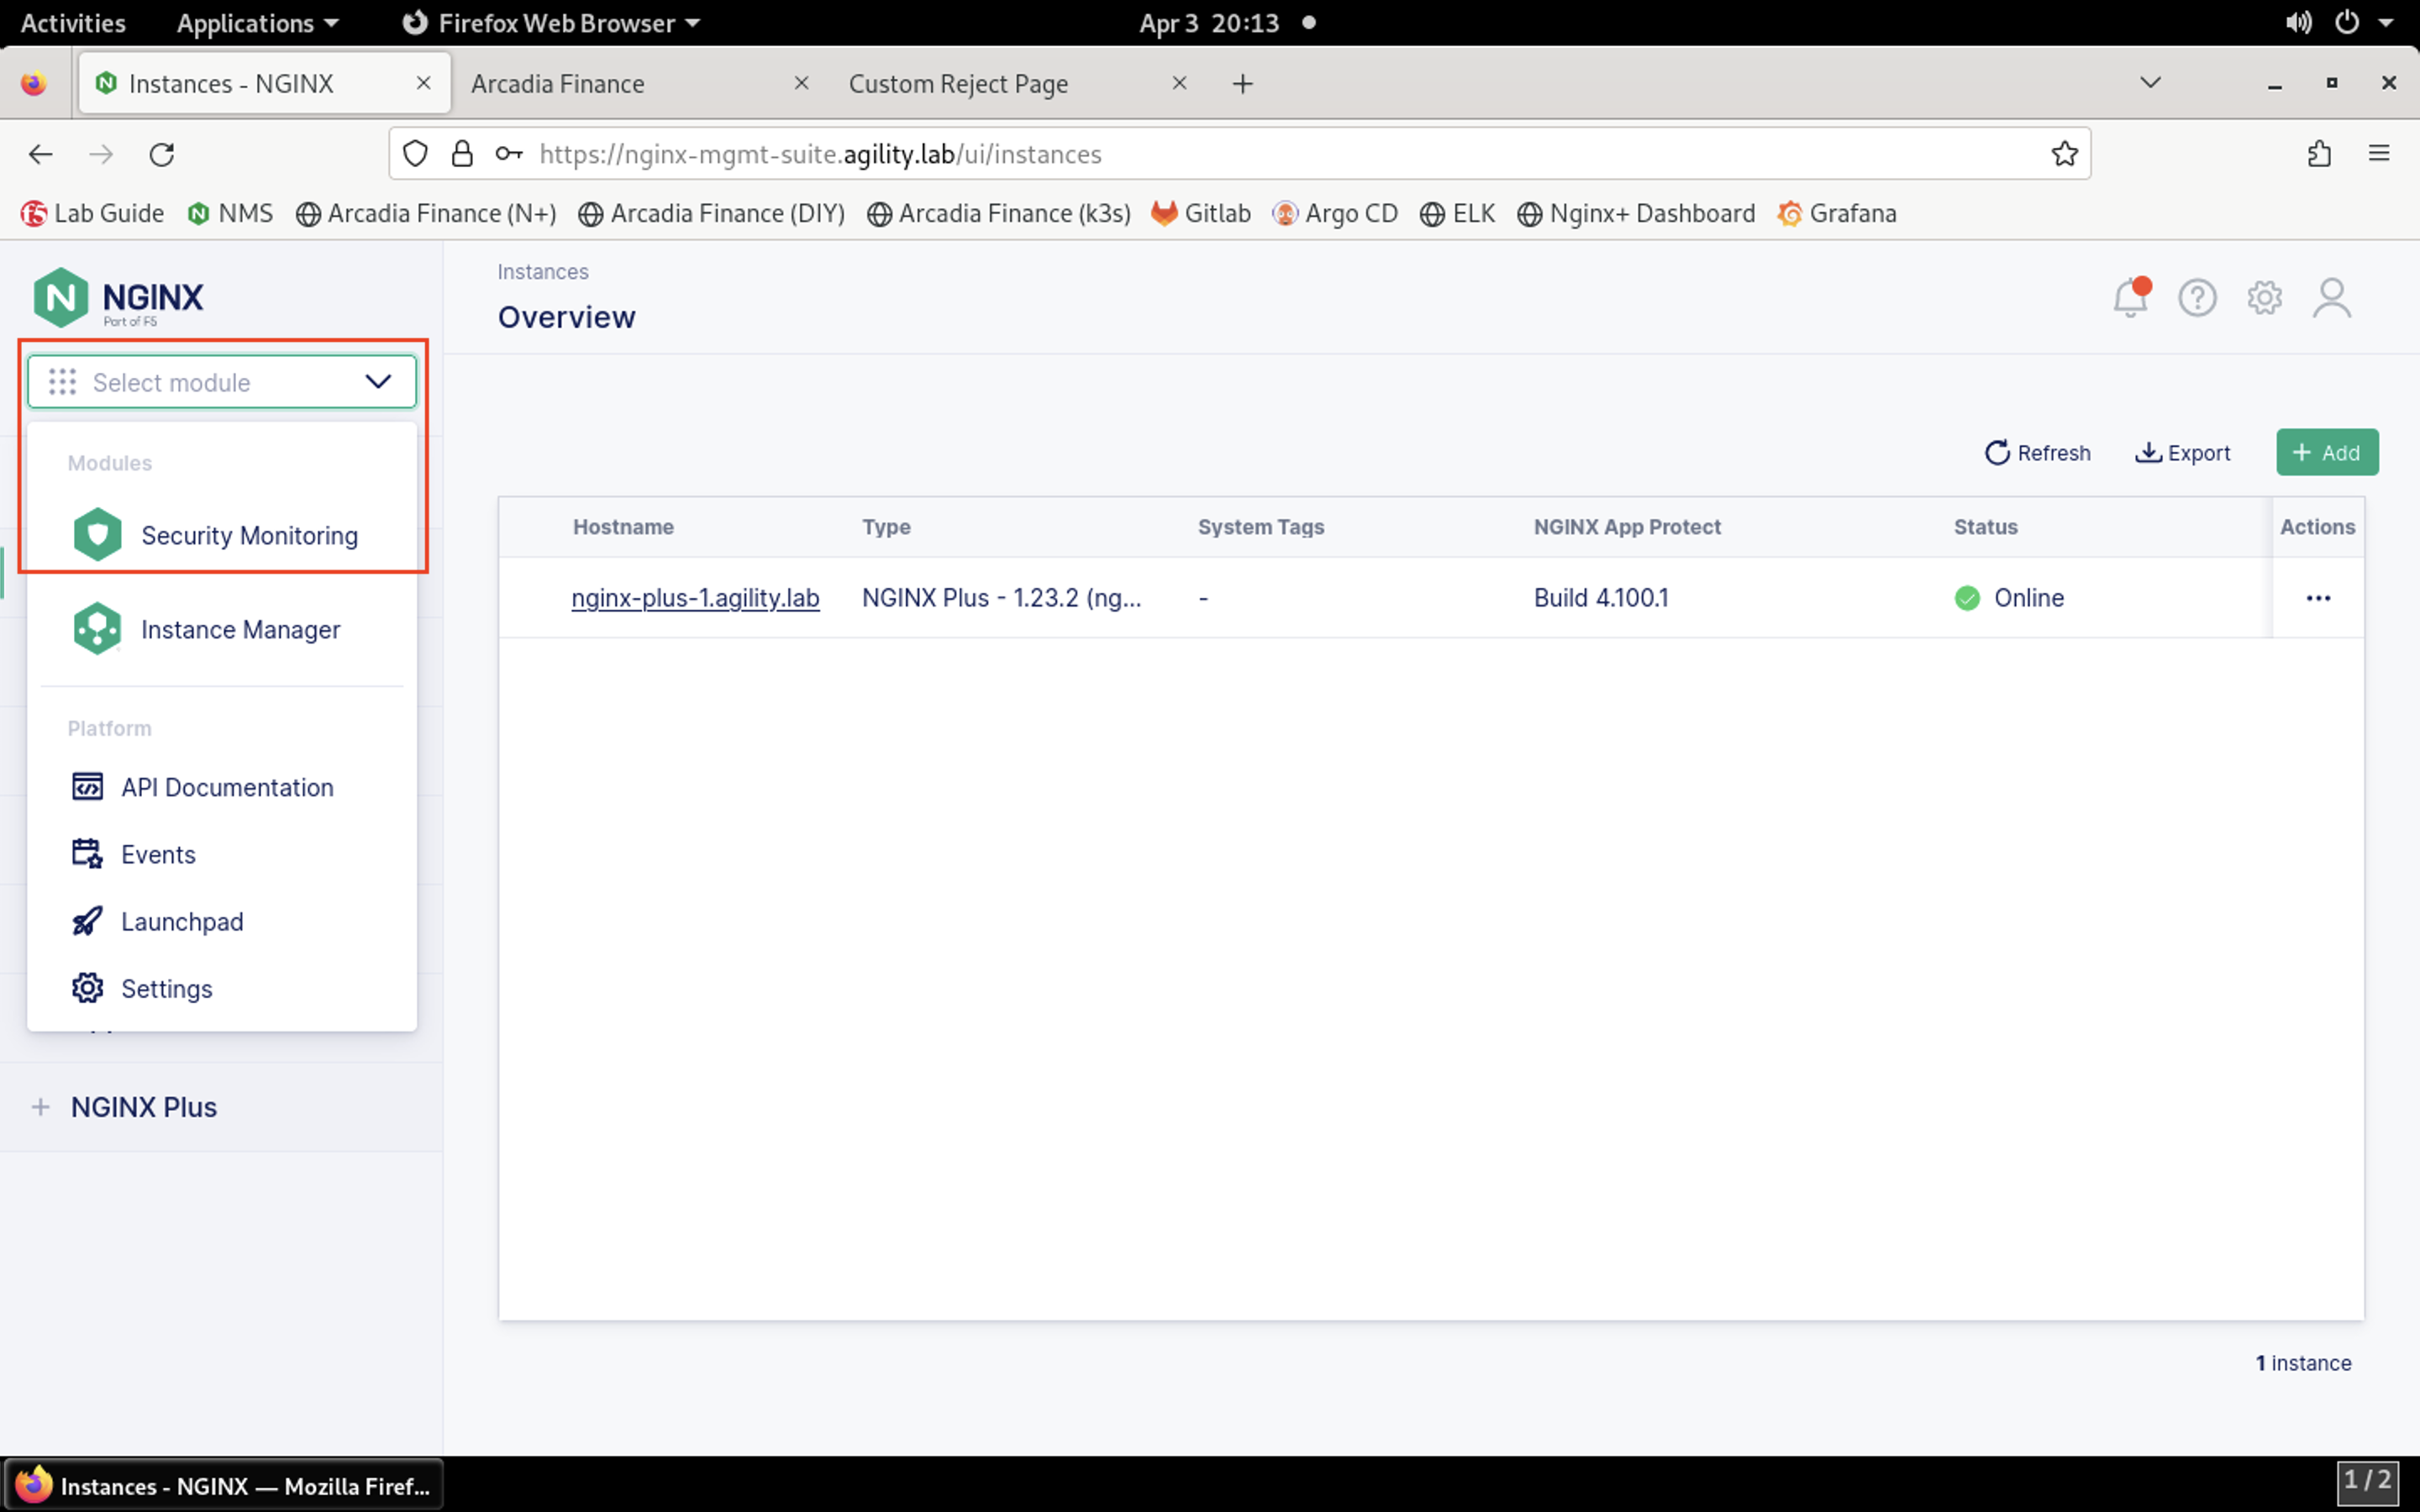 Activities Applications Firefox Web Browser Apr 3 20:13
Instances - NGINX Arcadia Finance Custom Reject Page
https://nginx-mgmt-suite.agility.lab/ui/instances
Lab Guide NMS Arcadia Finance (N+) Arcadia Finance (DIY) Arcadia Finance (k3s) Gitlab Argo CD ELK Nginx+ Dashboard Grafana
NGINX
Part of F5
Instances
Overview
Select module
Modules
Security Monitoring
Instance Manager
Platform
API Documentation
Events
Launchpad
Settings
NGINX Plus
Refresh Export + Add
Hostname Type System Tags NGINX App Protect Status Actions
nginx-plus-1.agility.lab NGINX Plus - 1.23.2 (ng... - Build 4.100.1 Online ...
1 instance
Instances - NGINX — Mozilla Firef... 1 / 2